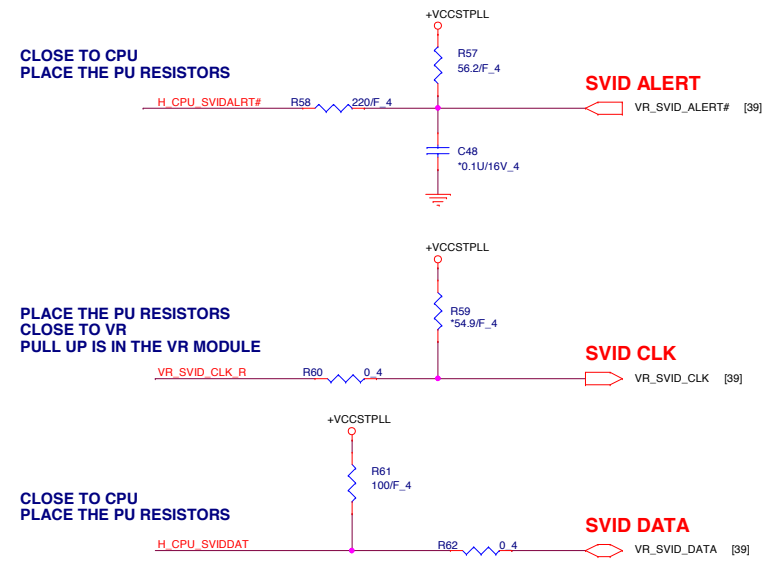 +VCCSTPLL
CLOSE TO CPU
PLACE THE PU RESISTORS
R57
56.2/F_4
SVID ALERT
H_CPU_SVIDALRT#
R58
220/F_4
VR_SVID_ALERT# [39]
C48
*0.1U/16V_4
+VCCSTPLL
PLACE THE PU RESISTORS
CLOSE TO VR
PULL UP IS IN THE VR MODULE
R59
*54.9/F_4
SVID CLK
VR_SVID_CLK_R
R60
0_4
VR_SVID_CLK [39]
+VCCSTPLL
R61
100/F_4
CLOSE TO CPU
PLACE THE PU RESISTORS
SVID DATA
H_CPU_SVIDDAT
R62
0_4
VR_SVID_DATA [39]